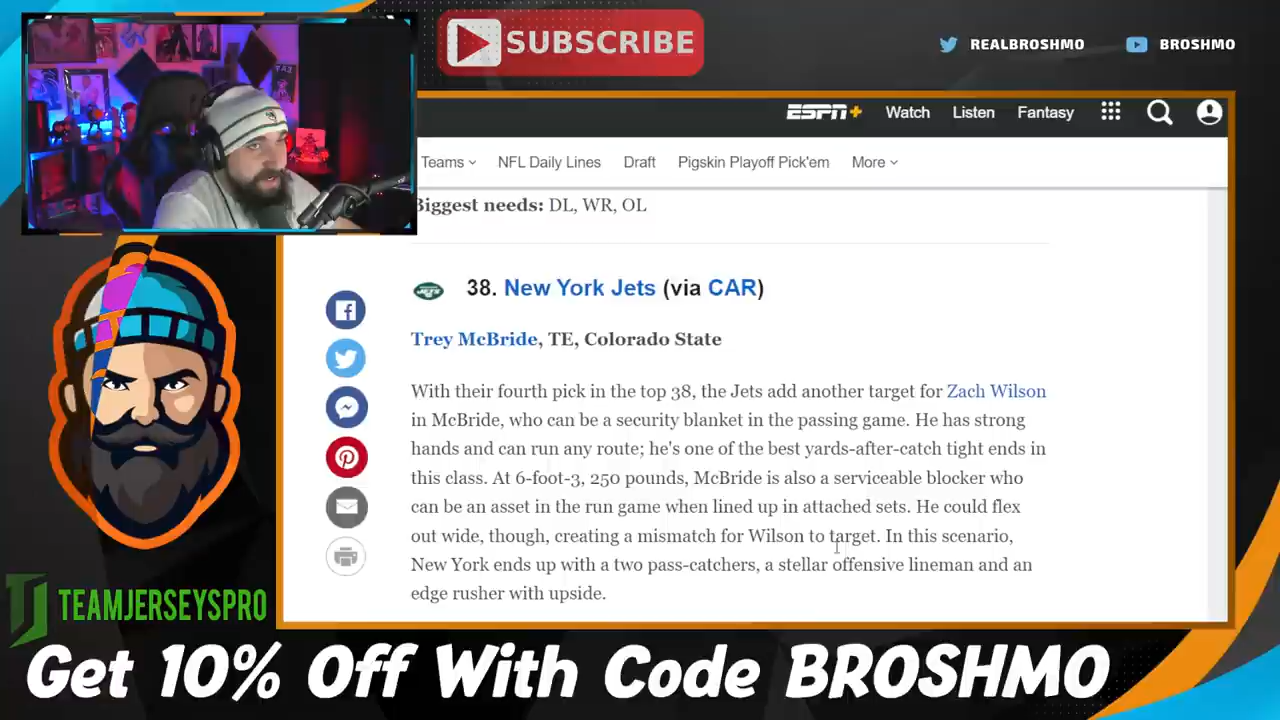 SUBSCRIBE
REALBROSHMO
BROSHMO
ESPN+
Watch
Listen
Fantasy
Teams
NFL Daily Lines
Draft
Pigskin Playoff Pick'em
More
Biggest needs: DL, WR, OL
JETS
38. New York Jets (via CAR)
Trey McBride, TE, Colorado State
With their fourth pick in the top 38, the Jets add another target for Zach Wilson
in McBride, who can be a security blanket in the passing game. He has strong
hands and can run any route; he's one of the best yards-after-catch tight ends in
this class. At 6-foot-3, 250 pounds, McBride is also a serviceable blocker who
can be an asset in the run game when lined up in attached sets. He could flex
out wide, though, creating a mismatch for Wilson to target. In this scenario,
New York ends up with a two pass-catchers, a stellar offensive lineman and an
edge rusher with upside.
TJ TEAMJERSEYSPRO
Get 10% Off With Code BROSHMO